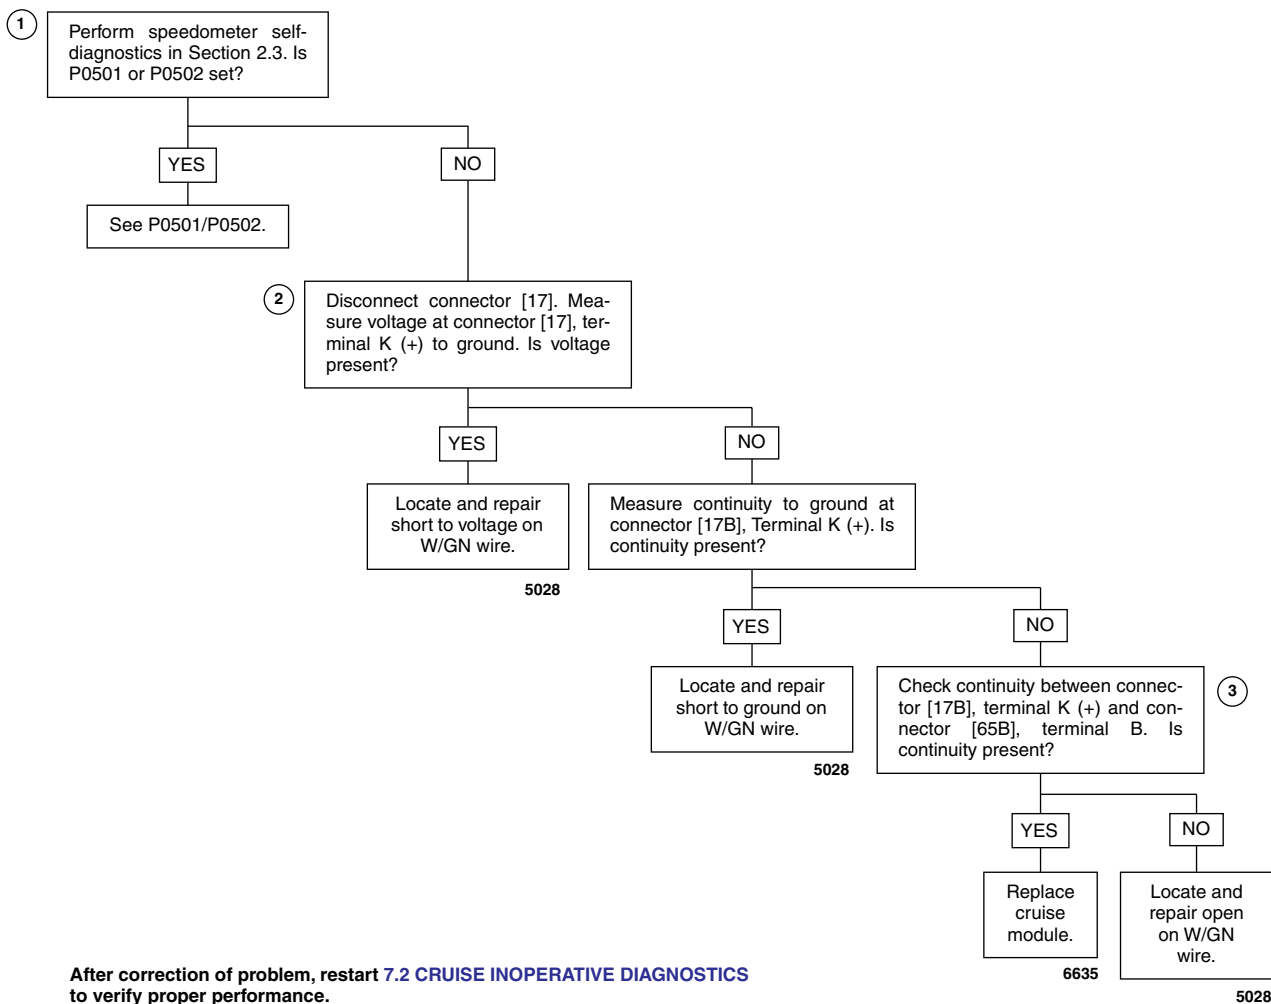 1
Perform speedometer self-
diagnostics in Section 2.3. Is
P0501 or P0502 set?
YES
NO
See P0501/P0502.
2
Disconnect connector [17]. Mea-
sure voltage at connector [17], ter-
minal K (+) to ground. Is voltage
present?
YES
NO
Locate and repair
short to voltage on
W/GN wire.
5028
Measure continuity to ground at
connector [17B], Terminal K (+). Is
continuity present?
YES
NO
Locate and repair
short to ground on
W/GN wire.
5028
Check continuity between connec-
tor [17B], terminal K (+) and con-
nector [65B], terminal B. Is
continuity present?
3
YES
NO
Replace
cruise
module.
6635
Locate and
repair open
on W/GN
wire.
5028
After correction of problem, restart 7.2 CRUISE INOPERATIVE DIAGNOSTICS
to verify proper performance.